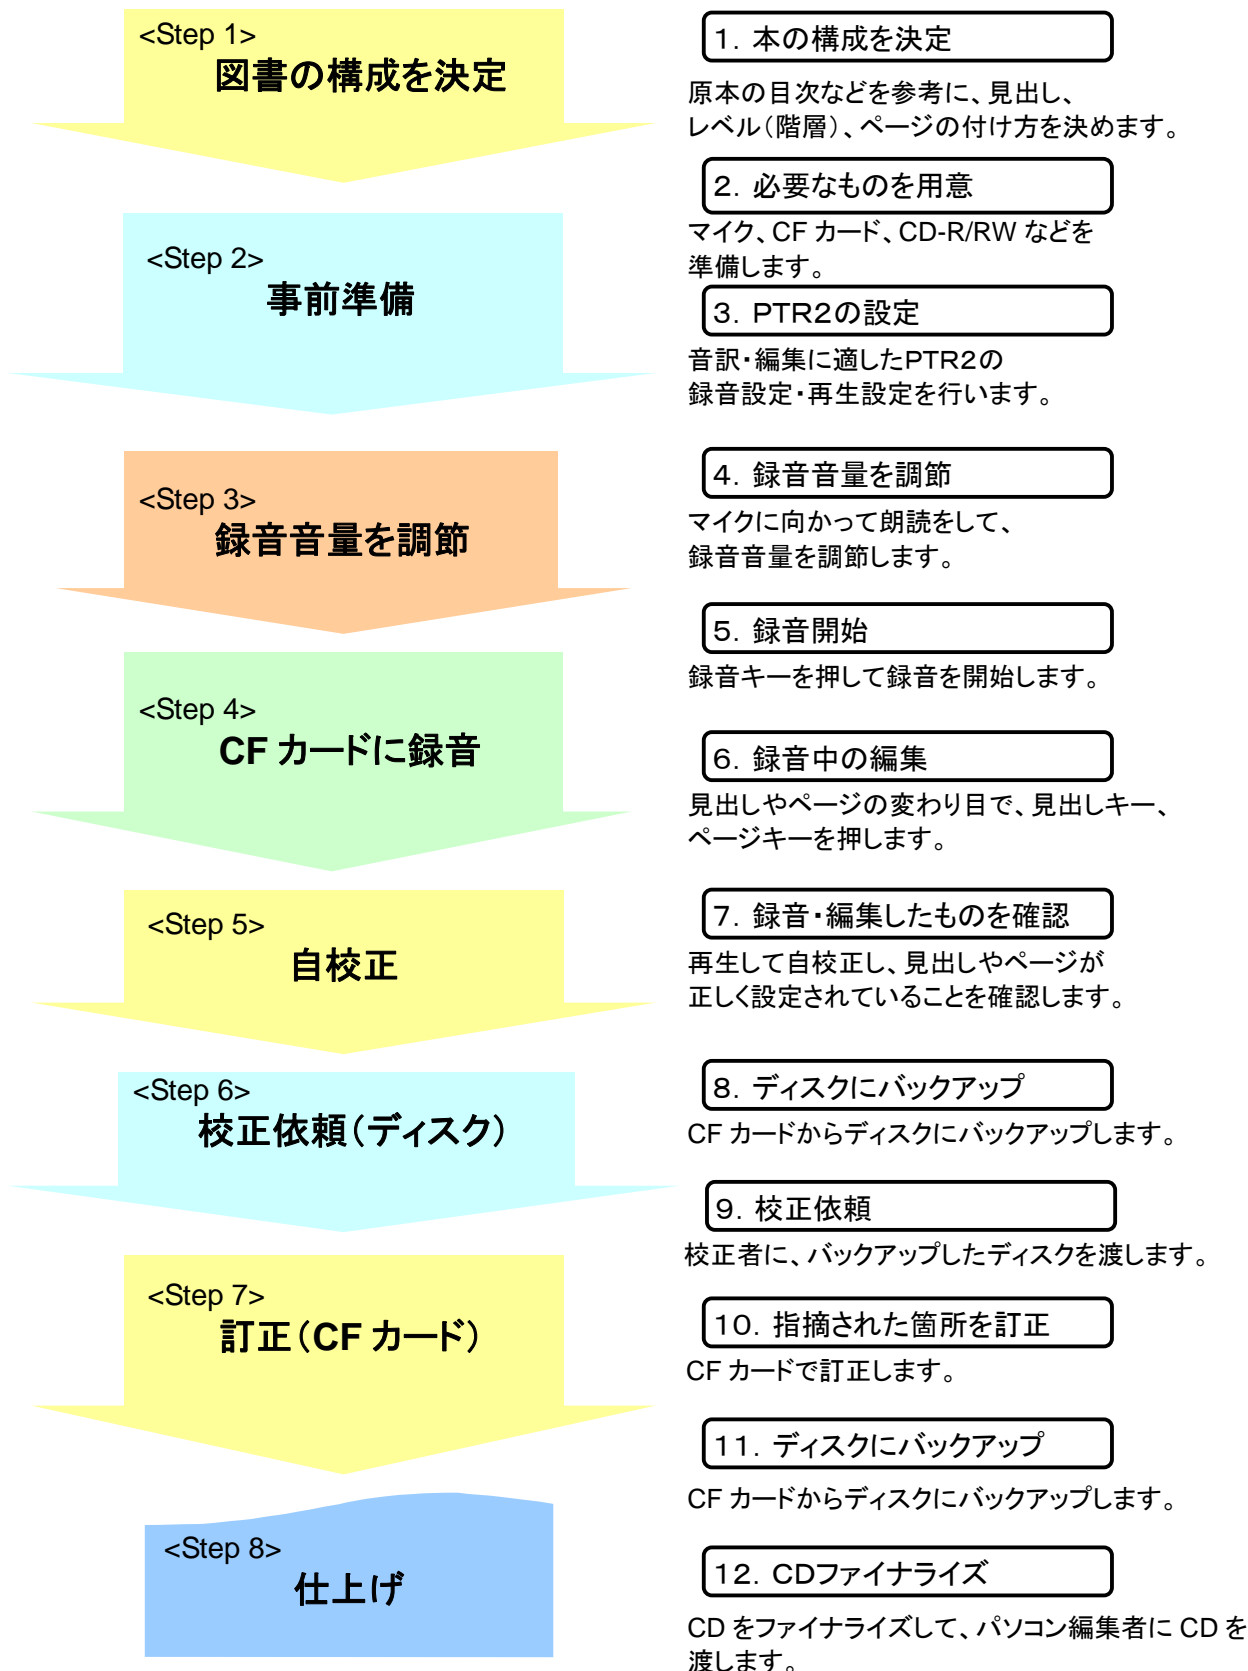 <Step 1>
図書の構成を決定
1. 本の構成を決定
原本の目次などを参考に、見出し、
レベル(階層)、ページの付け方を決めます。
<Step 2>
事前準備
2. 必要なものを用意
マイク、CF カード、CD-R/RW などを
準備します。
3. PTR2の設定
音訳・編集に適したPTR2の
録音設定・再生設定を行います。
<Step 3>
録音音量を調節
4. 録音音量を調節
マイクに向かって朗読をして、
録音音量を調節します。
<Step 4>
CF カードに録音
5. 録音開始
録音キーを押して録音を開始します。
6. 録音中の編集
見出しやページの変わり目で、見出しキー、
ページキーを押します。
<Step 5>
自校正
7. 録音・編集したものを確認
再生して自校正し、見出しやページが
正しく設定されていることを確認します。
<Step 6>
校正依頼(ディスク)
8. ディスクにバックアップ
CF カードからディスクにバックアップします。
9. 校正依頼
校正者に、バックアップしたディスクを渡します。
<Step 7>
訂正(CF カード)
10. 指摘された箇所を訂正
CF カードで訂正します。
11. ディスクにバックアップ
CF カードからディスクにバックアップします。
<Step 8>
仕上げ
12. CDファイナライズ
CD をファイナライズして、パソコン編集者に CD を
渡します。